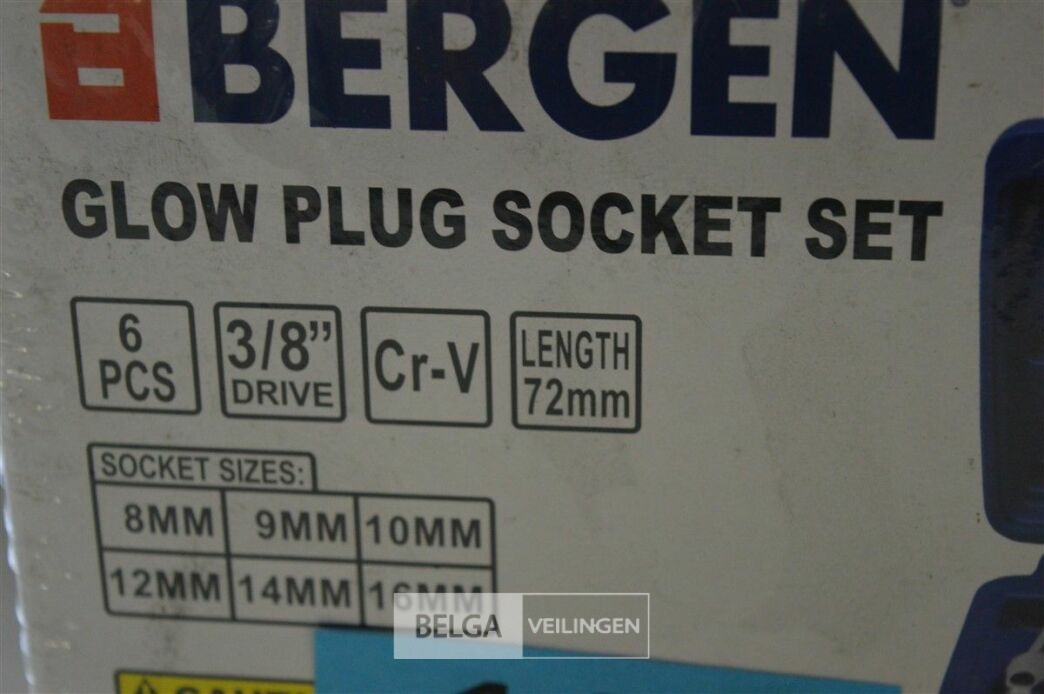 BERGEN
GLOW PLUG SOCKET SET
6 PCS
3/8” DRIVE
Cr-V
LENGTH 72mm
SOCKET SIZES:
8MM 9MM 10MM
12MM 14MM 16MM
BELGA VEILINGEN